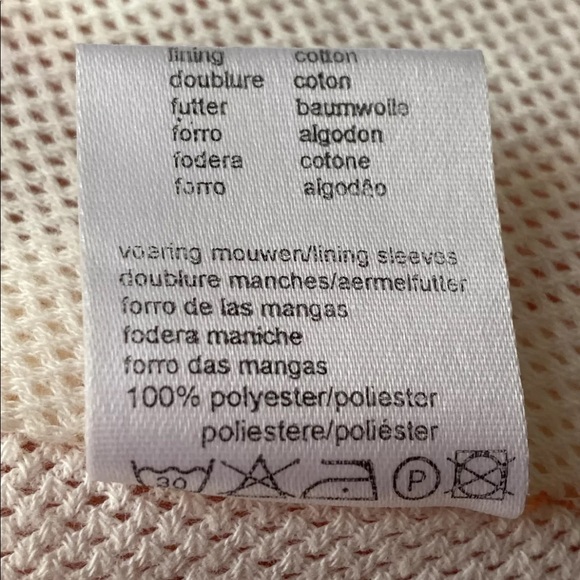 lining cotton
doublure coton
futter baumwolle
forro algodon
fodera cotone
forro algodão
voering mouwen/lining sleeves
doublure manches/aermelfutter
forro de las mangas
fodera maniche
forro das mangas
100% polyester/poliester
poliestere/poliéster
30 P